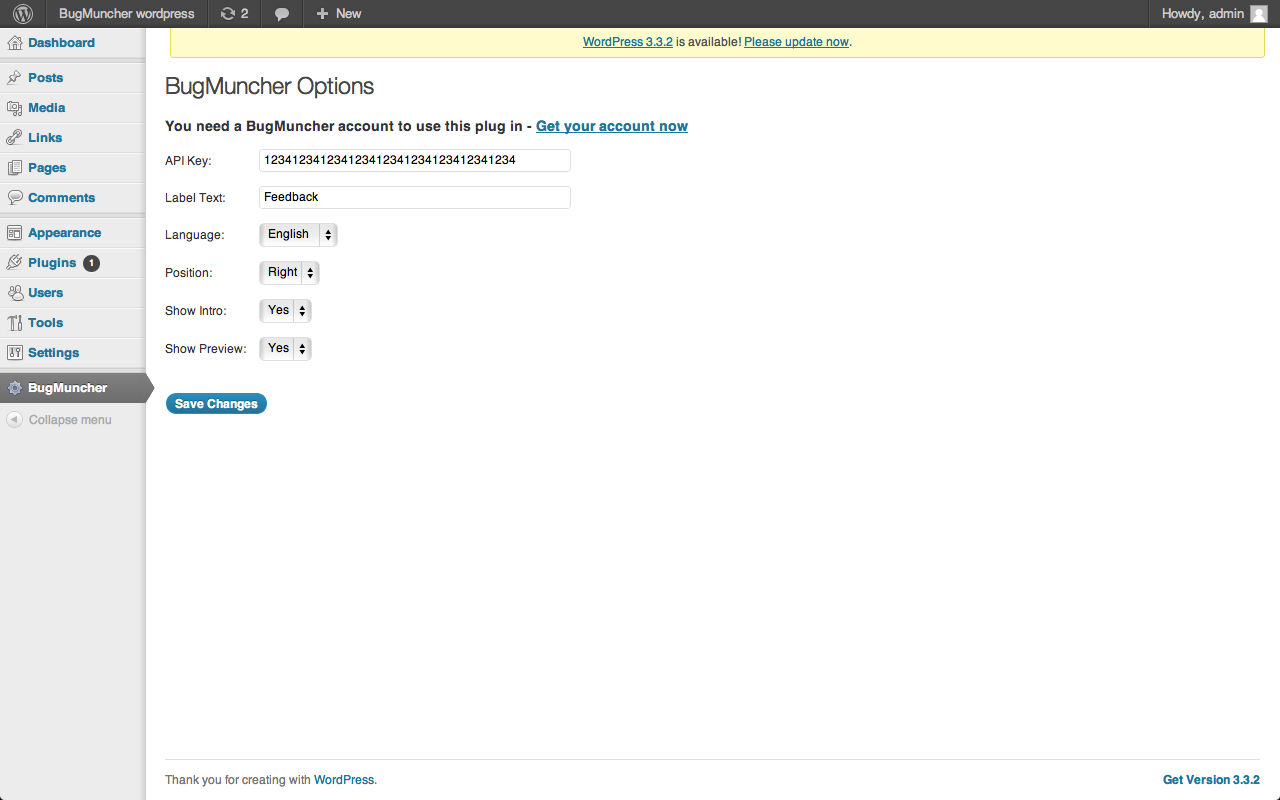 BugMuncher wordpress 2 New Howdy, admin
WordPress 3.3.2 is available! Please update now.
Dashboard
Posts
Media
Links
Pages
Comments
Appearance
Plugins 1
Users
Tools
Settings
BugMuncher
Collapse menu
BugMuncher Options
You need a BugMuncher account to use this plug in - Get your account now
API Key: 12341234123412341234123412341234​1234
Label Text: Feedback
Language: English
Position: Right
Show Intro: Yes
Show Preview: Yes
Save Changes
Thank you for creating with WordPress.
Get Version 3.3.2